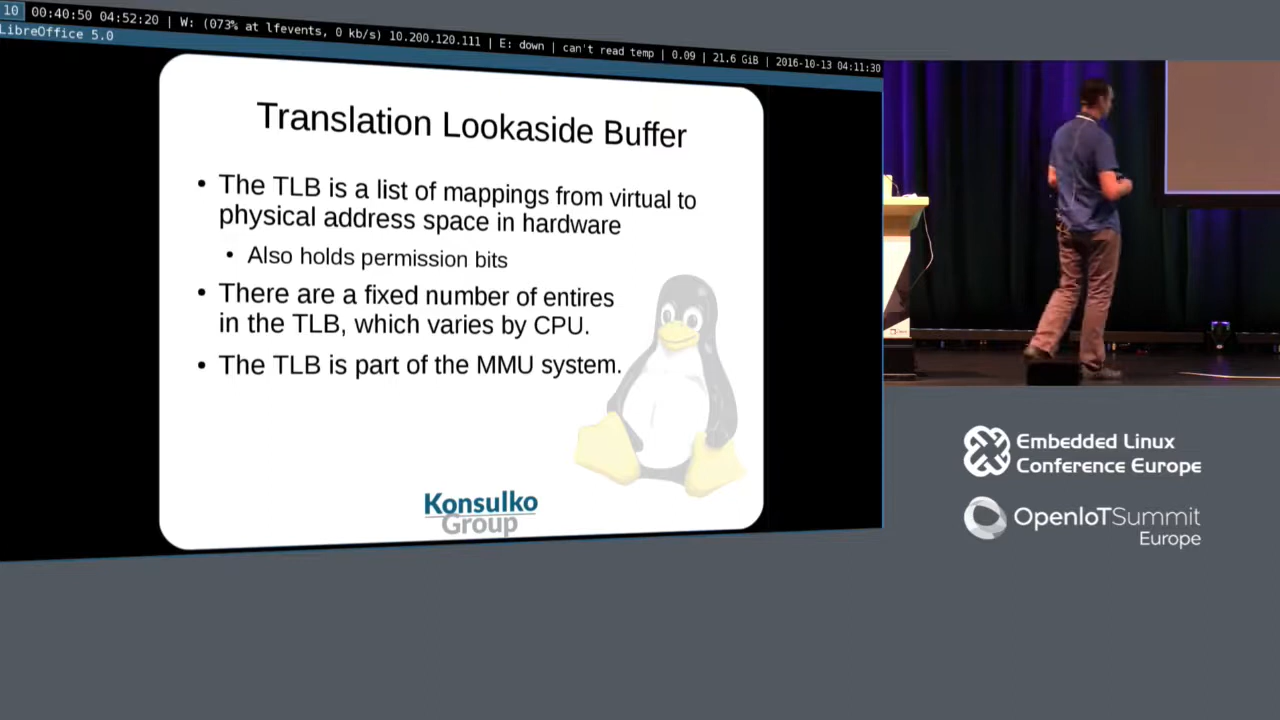 10 00:40:50 04:52:20 | W: (073% at lfevents, 0 kb/s) 10.200.120.111 | E: down | can't read temp | 0.09 | 21.6 GiB | 2016-10-13 04:11:30
LibreOffice 5.0
Translation Lookaside Buffer
• The TLB is a list of mappings from virtual to
physical address space in hardware
• Also holds permission bits
• There are a fixed number of entires
in the TLB, which varies by CPU.
• The TLB is part of the MMU system.
Konsulko
Group
Embedded Linux
Conference Europe
OpenIoTSummit
Europe